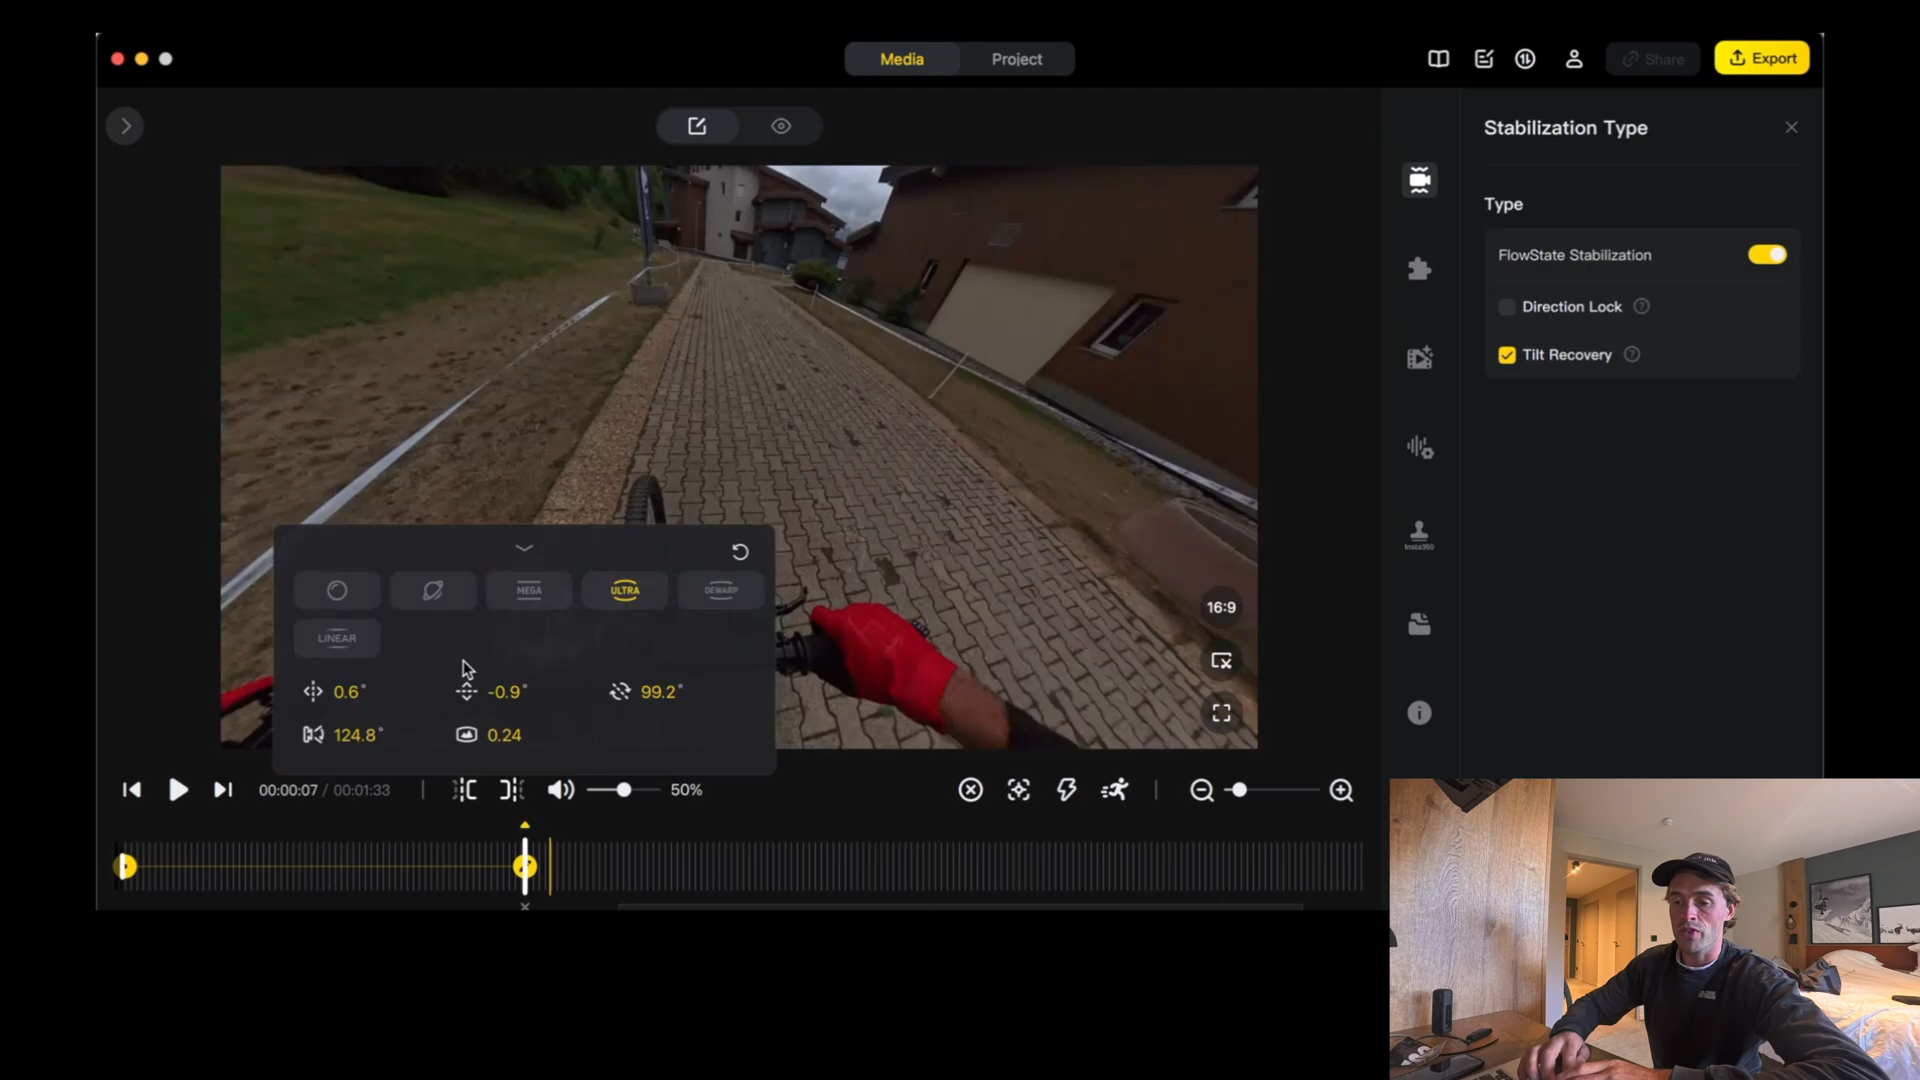 Media
Project
Share
Export
Stabilization Type
Type
FlowState Stabilization
Direction Lock ?
Tilt Recovery ?
Insta360
MEGA
ULTRA
DEWARP
LINEAR
0.6°
-0.9°
99.2°
124.8°
0.24
16:9
00:00:07 / 00:01:33
50%